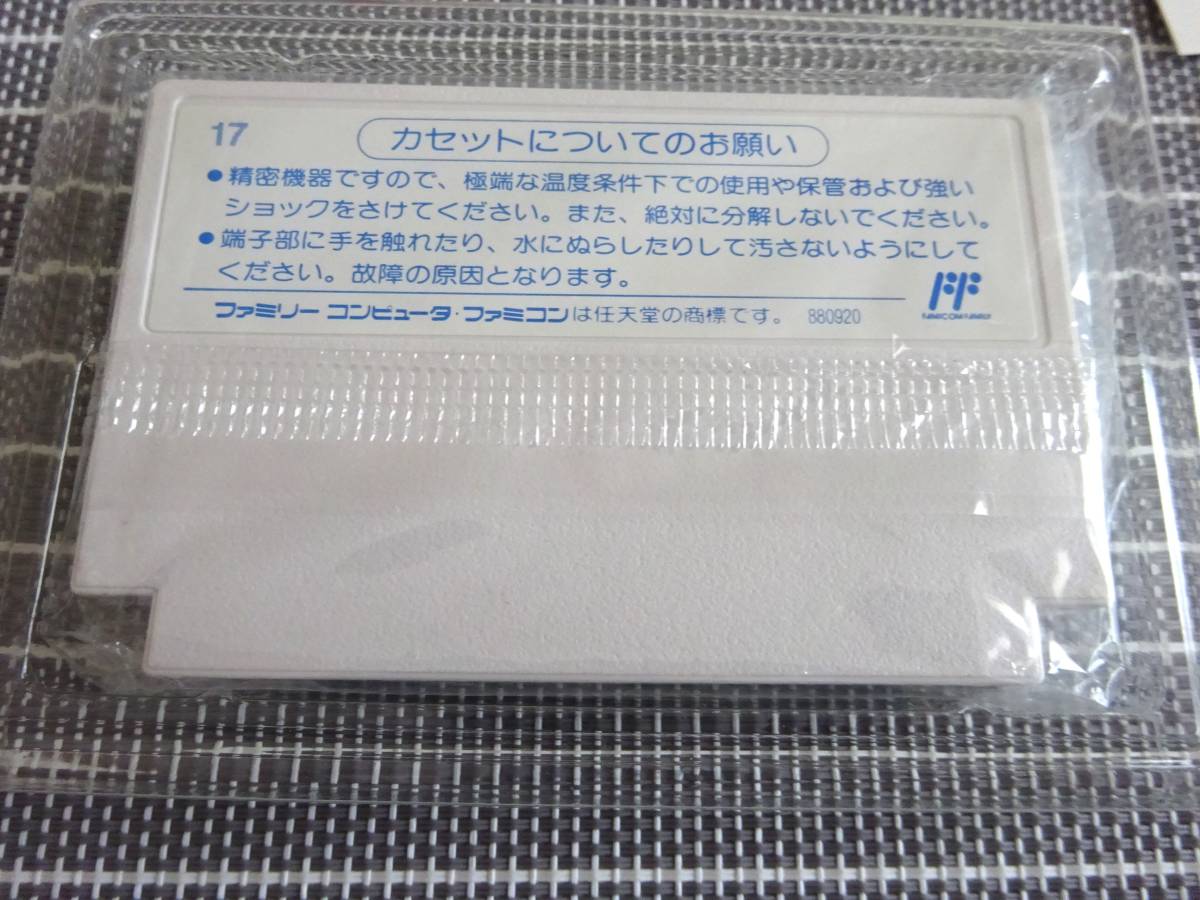 17
カセットについてのお願い
●精密機器ですので、極端な温度条件下での使用や保管および強い
ショックをさけてください。また、絶対に分解しないでください。
●端子部に手を触れたり、水にぬらしたりして汚さないようにして
ください。故障の原因となります。
FF
FAMICOM FAMILY
ファミリー コンピュータ・ファミコンは任天堂の商標です。 880920